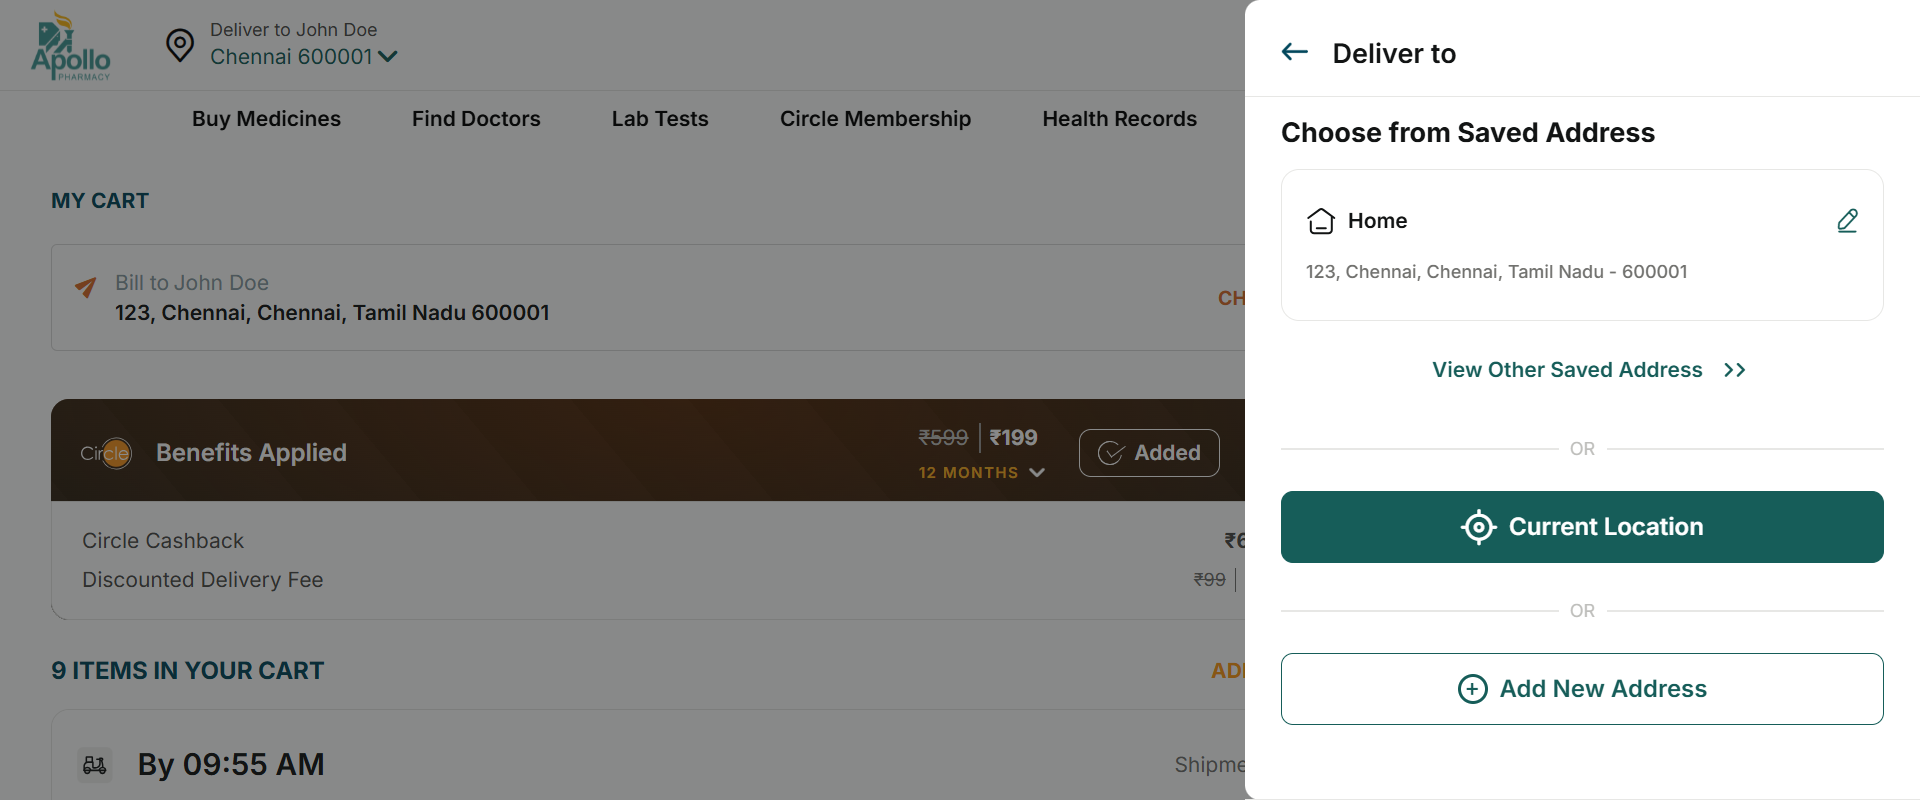 Apollo
PHARMACY
Deliver to John Doe
Chennai 600001
Buy Medicines
Find Doctors
Lab Tests
Circle Membership
Health Records
MY CART
Bill to John Doe
123, Chennai, Chennai, Tamil Nadu 600001
Circle
Benefits Applied
₹599
₹199
12 MONTHS
Added
Circle Cashback
Discounted Delivery Fee
₹99
9 ITEMS IN YOUR CART
By 09:55 AM
Deliver to
Choose from Saved Address
Home
123, Chennai, Chennai, Tamil Nadu - 600001
View Other Saved Address
OR
Current Location
OR
Add New Address